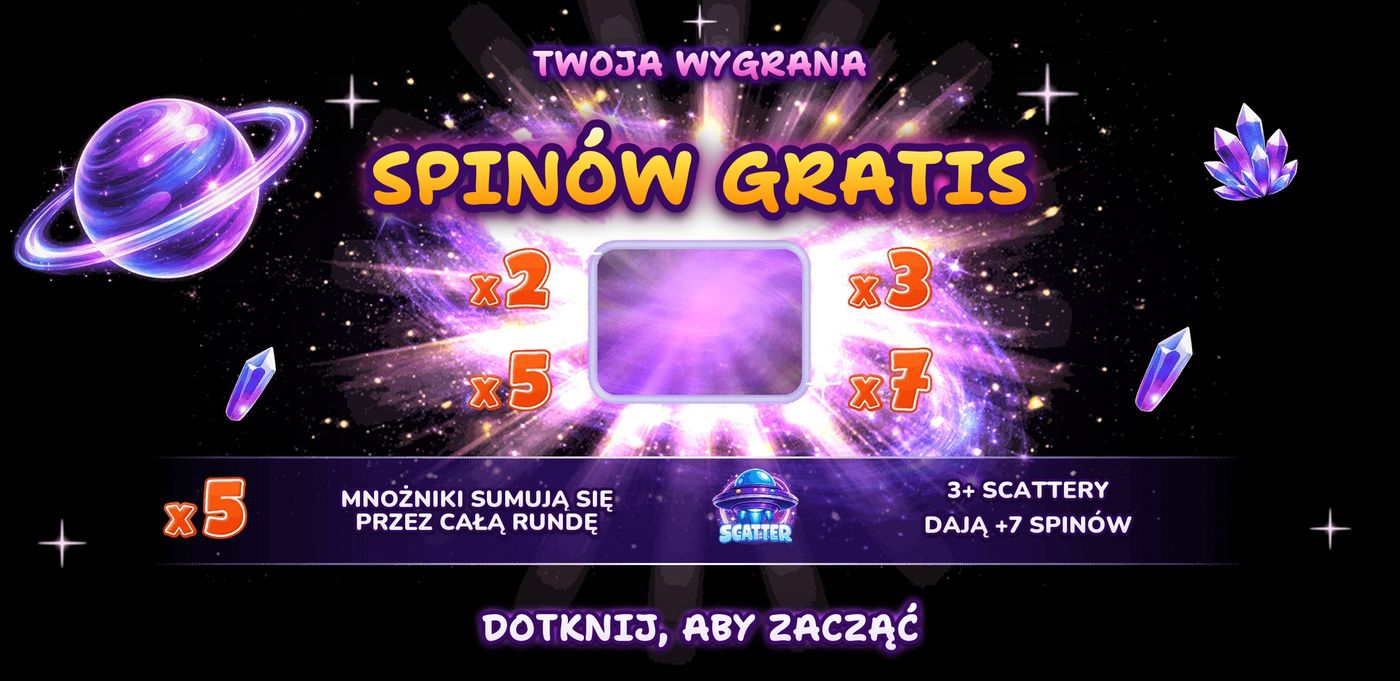 TWOJA WYGRANA
SPINÓW GRATIS
x2
x3
x5
x7
x5
MNOŻNIKI SUMUJĄ SIĘ
PRZEZ CAŁĄ RUNDĘ
SCATTER
3+ SCATTERY
DAJĄ +7 SPINÓW
DOTKNIJ, ABY ZACZĄĆ